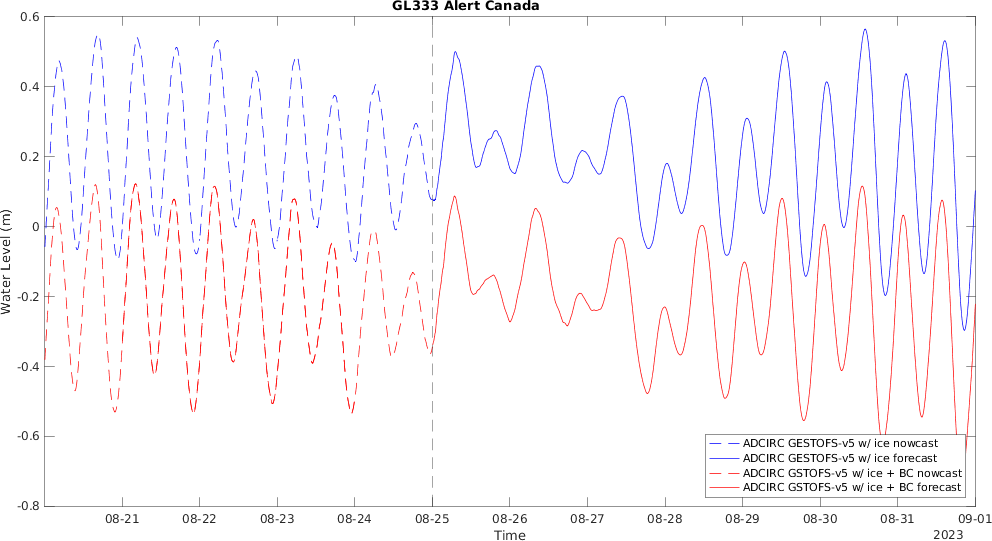 GL333 Alert Canada
0.6
0.4
0.2
0
-0.2
-0.4
-0.6
-0.8
Water Level (m)
ADCIRC GESTOFS-v5 w/ ice nowcast
ADCIRC GESTOFS-v5 w/ ice forecast
ADCIRC GSTOFS-v5 w/ ice + BC nowcast
ADCIRC GSTOFS-v5 w/ ice + BC forecast
08-21 08-22 08-23 08-24 08-25 08-26 08-27 08-28 08-29 08-30 08-31 09-01
Time
2023